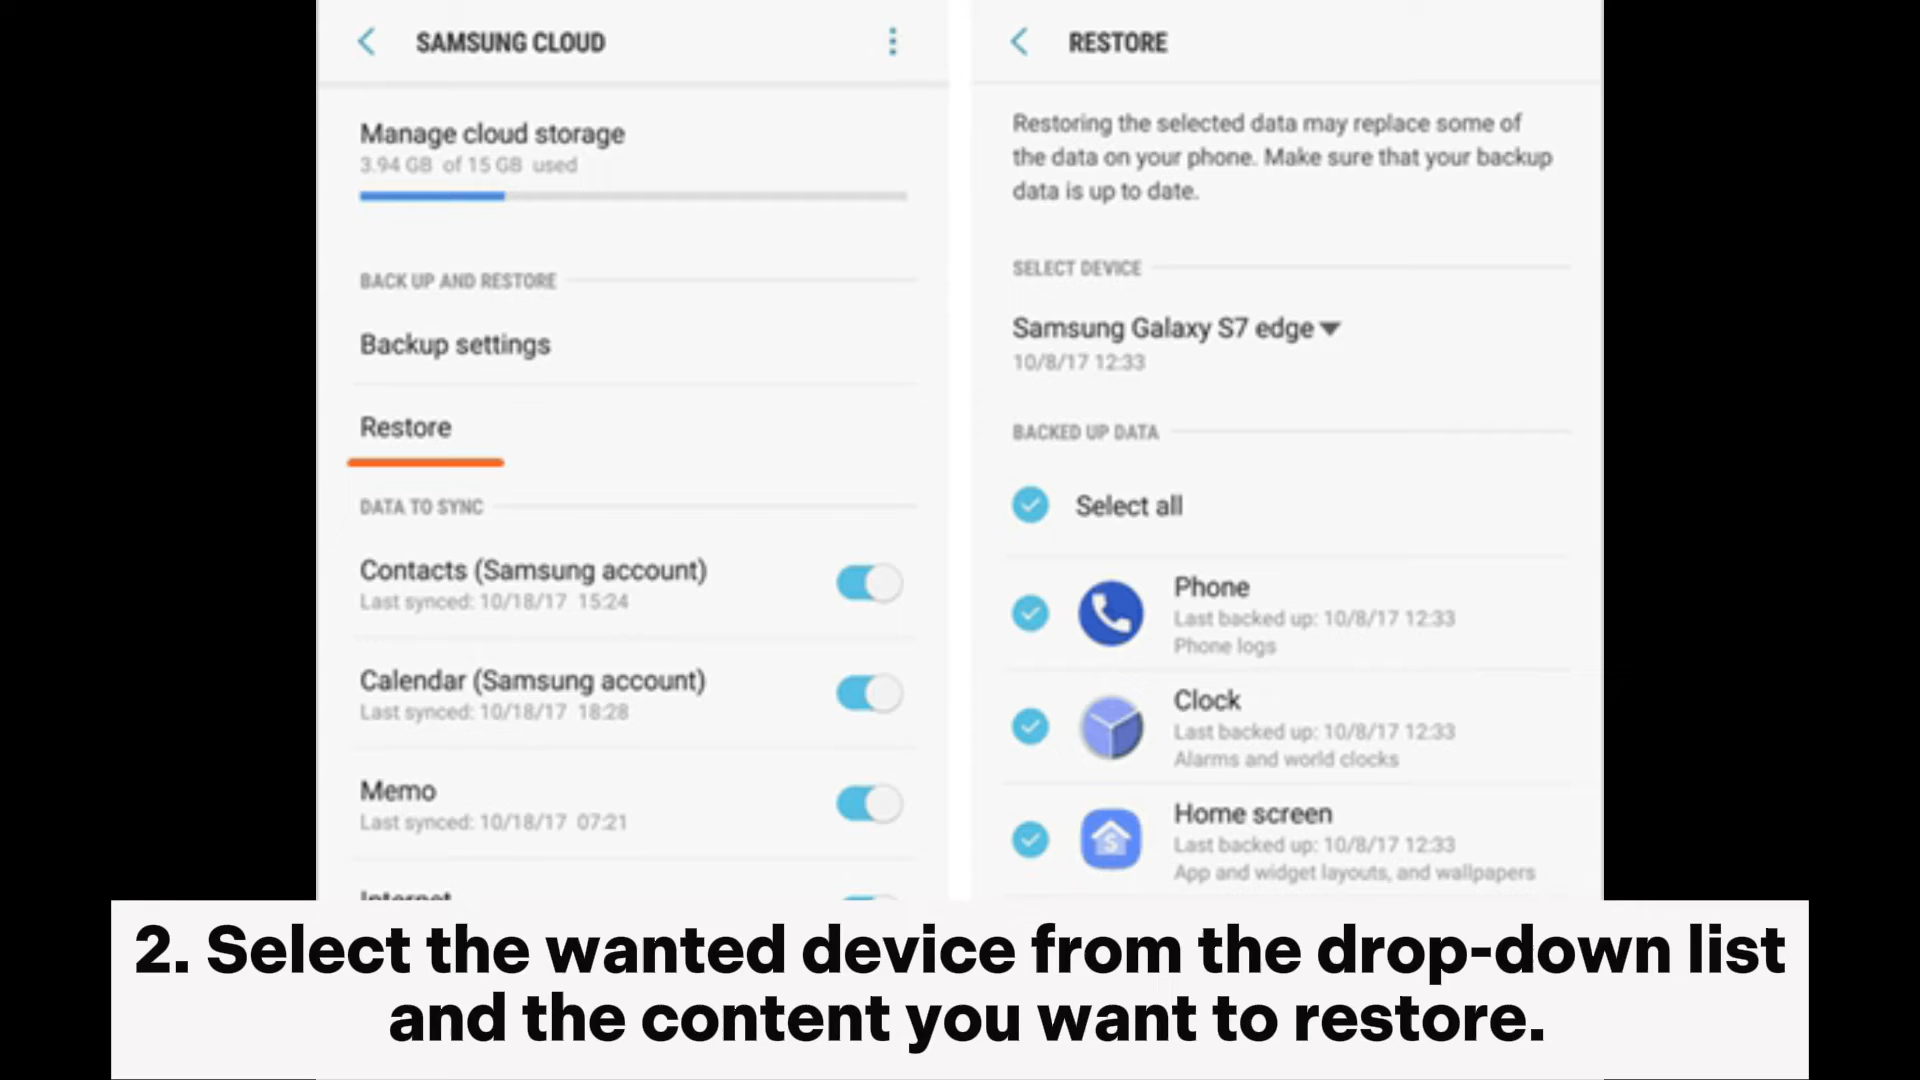 SAMSUNG CLOUD
Manage cloud storage
3.94 GB of 15 GB used
BACK UP AND RESTORE
Backup settings
Restore
DATA TO SYNC
Contacts (Samsung account)
Last synced: 10/18/17 15:24
Calendar (Samsung account)
Last synced: 10/18/17 18:28
Memo
Last synced: 10/18/17 07:21
Internet
RESTORE
Restoring the selected data may replace some of
the data on your phone. Make sure that your backup
data is up to date.
SELECT DEVICE
Samsung Galaxy S7 edge
10/8/17 12:33
BACKED UP DATA
Select all
Phone
Last backed up: 10/8/17 12:33
Phone logs
Clock
Last backed up: 10/8/17 12:33
Alarms and world clocks
Home screen
Last backed up: 10/8/17 12:33
App and widget layouts, and wallpapers
2. Select the wanted device from the drop-down list
and the content you want to restore.